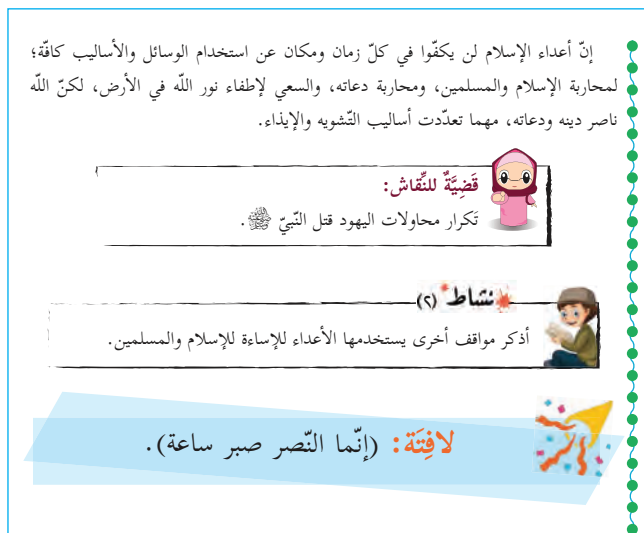 إنّ أعداء الإسلام لن يكفّوا في كلّ زمان ومكان عن استخدام الوسائل والأساليب كافّة؛
لمحاربة الإسلام والمسلمين، ومحاربة دعاته، والسعي لإطفاء نور اللّه في الأرض، لكنّ اللّه
ناصر دينه ودعاته، مهما تعدّدت أساليب التّشويه والإيذاء.
قَضِيَّةٌ للنِّقاش:
تَكرار محاولات اليهود قتل النّبيّ ﷺ.
نشاط (٢)
أذكر مواقف أخرى يستخدمها الأعداء للإساءة للإسلام والمسلمين.
لافِتَة: (إنّما النّصر صبر ساعة).